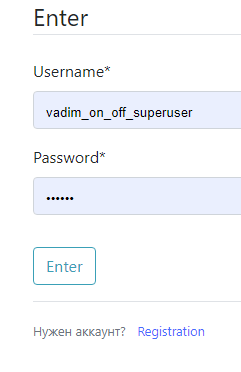 Enter
Username*
vadim_on_off_superuser
Password*
••••••
Enter
Нужен аккаунт? Registration